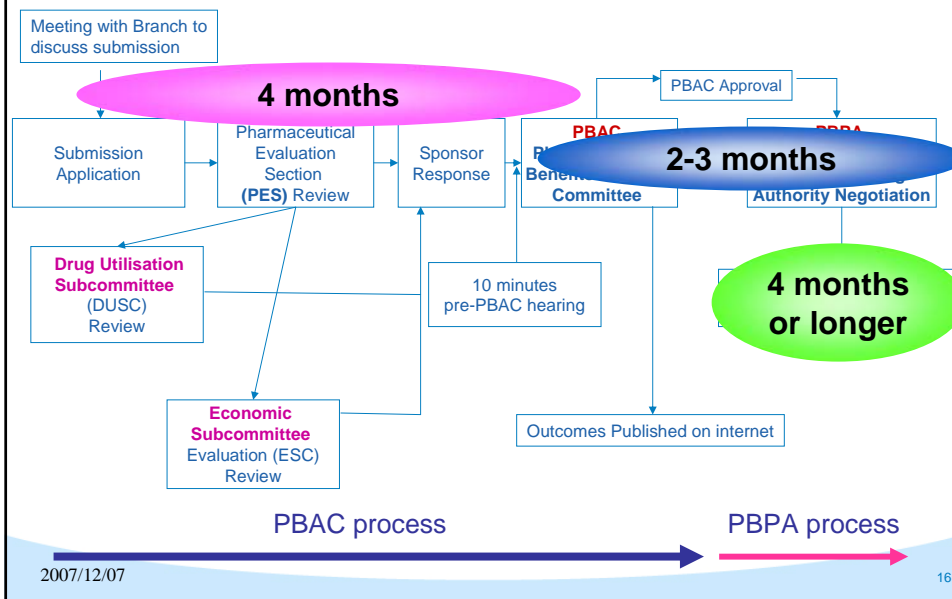 Meeting with Branch to
discuss submission
4 months
PBAC Approval
Submission
Application
Pharmaceutical
Evaluation
Section
(PES) Review
Sponsor
Response
PBAC
Committee
2-3 months
Authority Negotiation
Drug Utilisation
Subcommittee
(DUSC)
Review
10 minutes
pre-PBAC hearing
4 months
or longer
Economic
Subcommittee
Evaluation (ESC)
Review
Outcomes Published on internet
PBAC process
PBPA process
2007/12/07
16